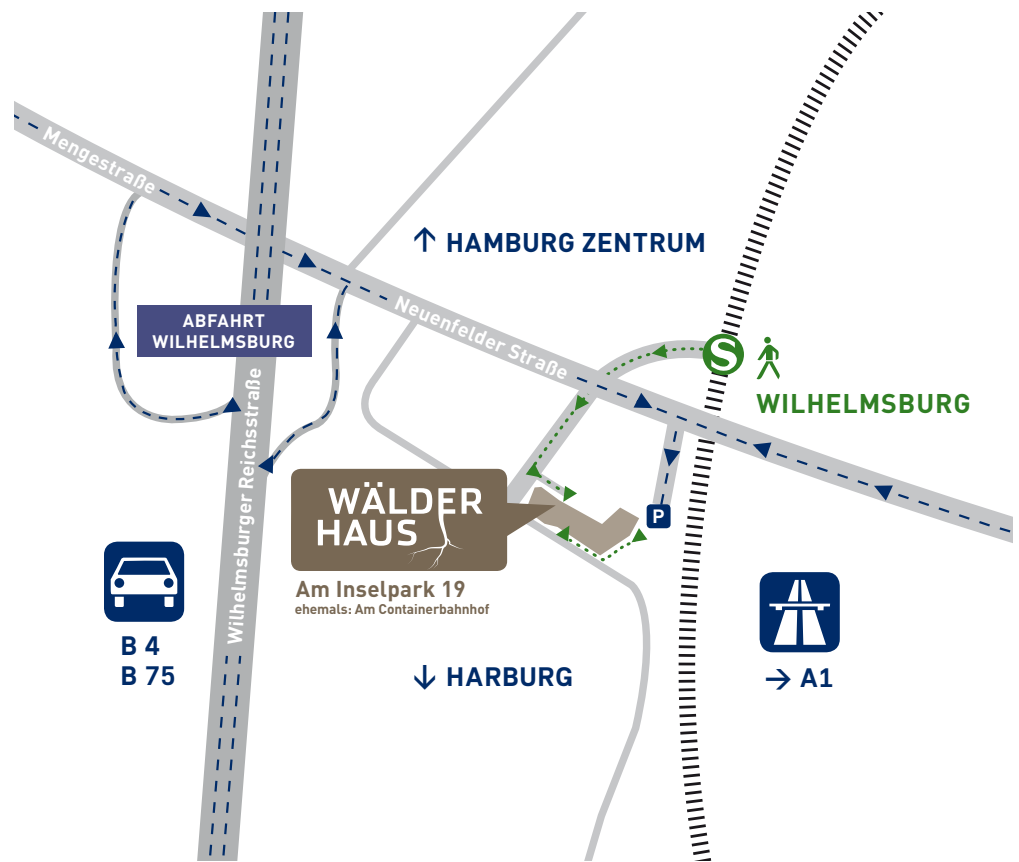 Mengestraße
HAMBURG ZENTRUM
Neuenfelder Straße
ABFAHRT
WILHELMSBURG
S
WILHELMSBURG
Wilhelmsburger Reichsstraße
WÄLDER
HAUS
P
Am Inselpark 19
ehemals: Am Containerbahnhof
B 4
B 75
↓ HARBURG
→ A1